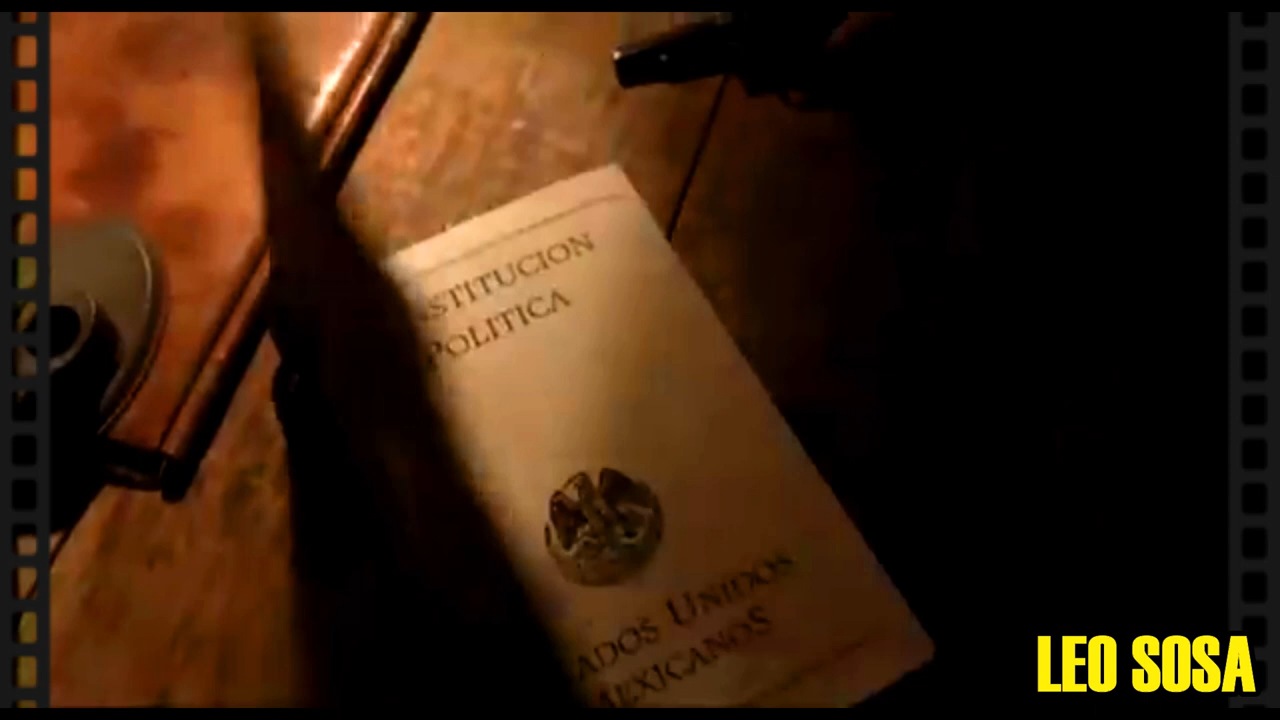 STITUCION
POLITICA
ADOS UNIDOS
MEXICANOS
LEO SOSA